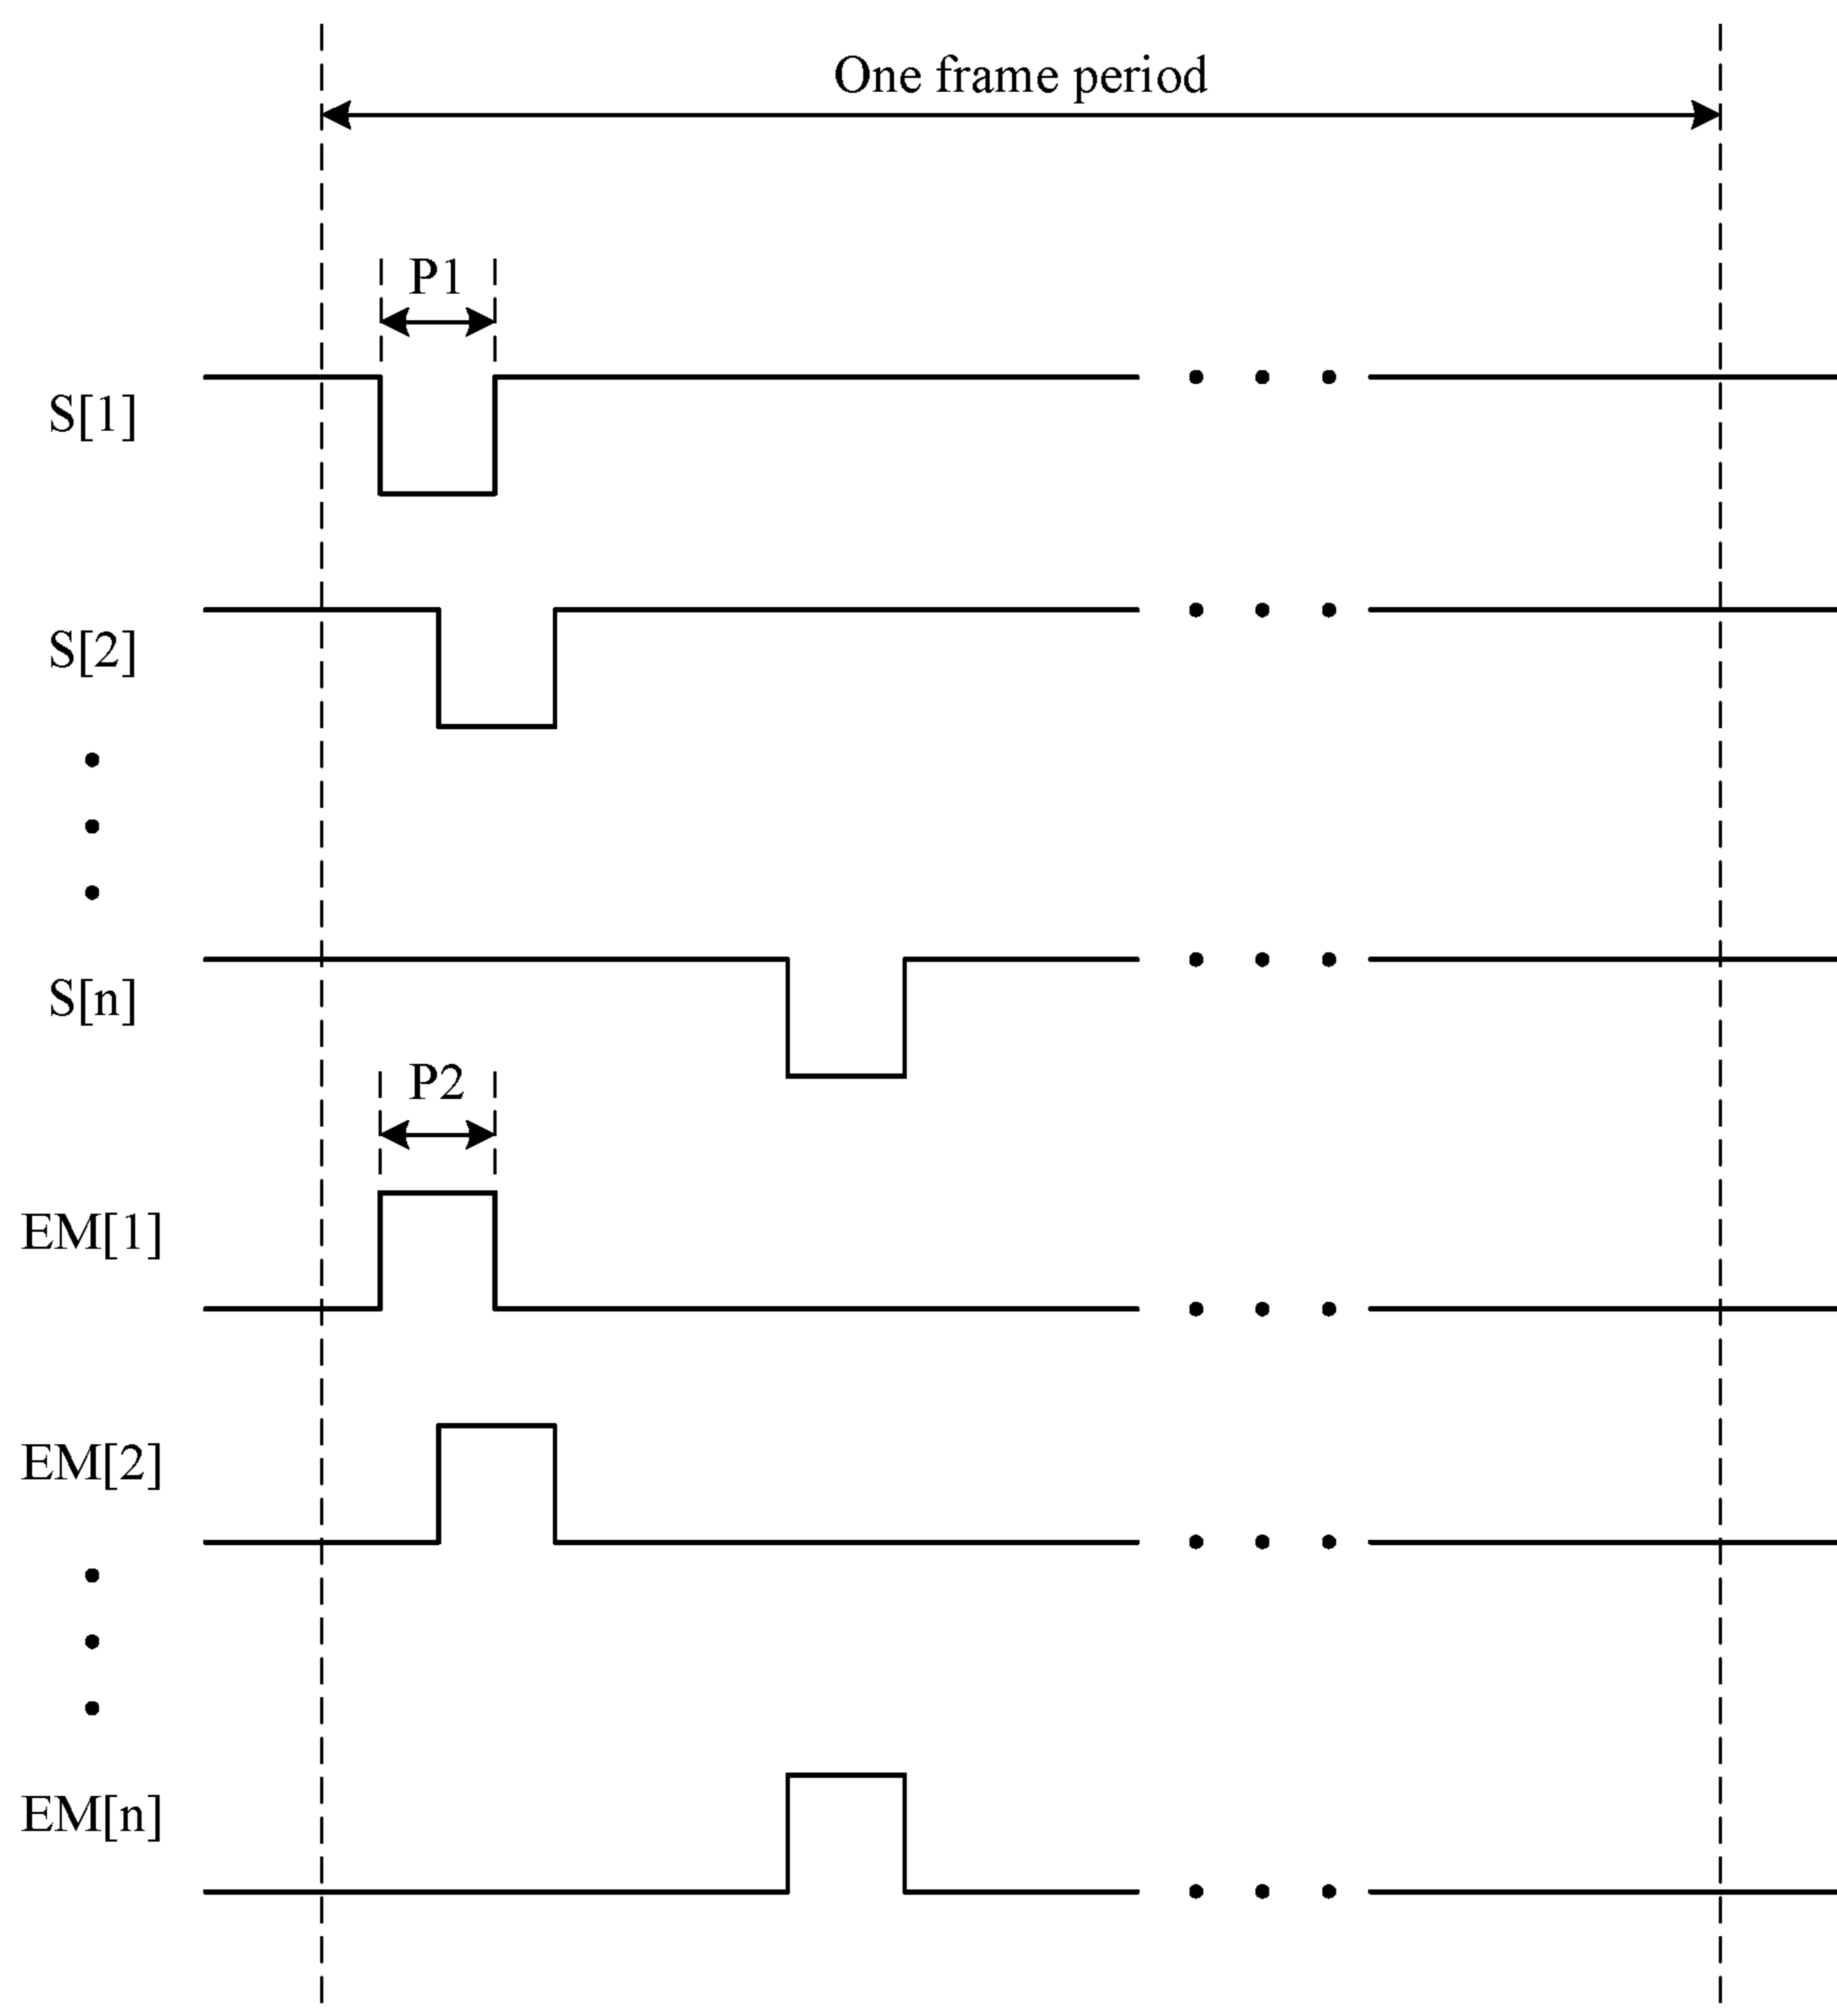 One frame period
P1
S[1]
S[2]
S[n]
P2
EM[1]
EM[2]
EM[n]